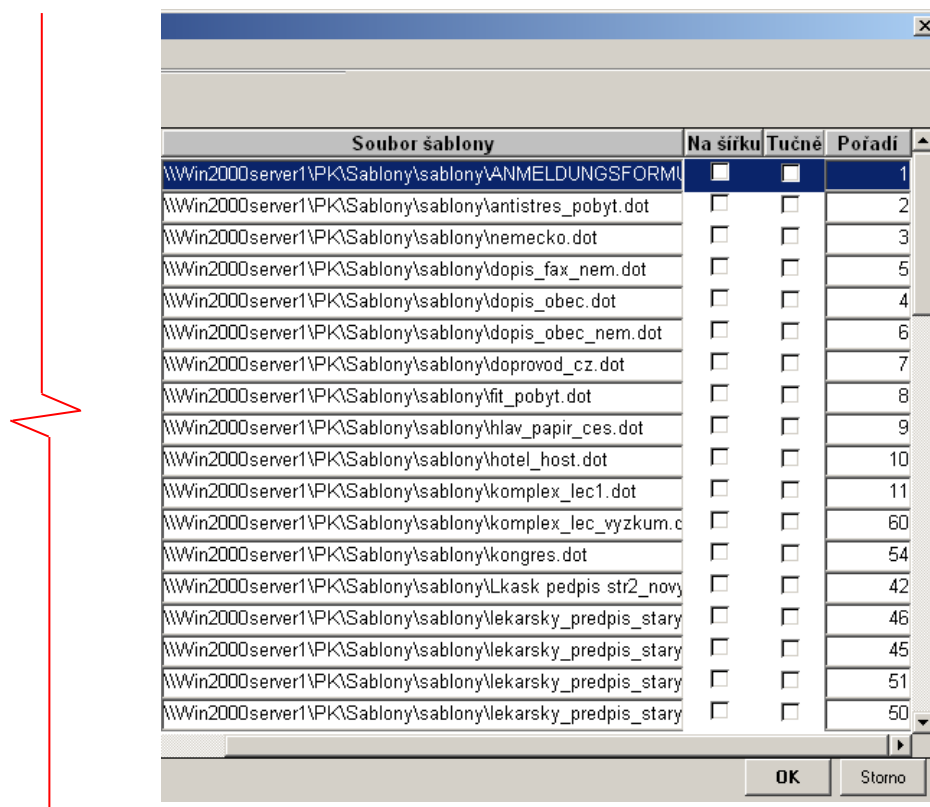 Soubor šablony Na šířku Tučně Pořadí
\\Win2000server1\PK\Sablony\sablony\ANMELDUNGSFORMU 1
\\Win2000server1\PK\Sablony\sablony\antistres_pobyt.dot 2
\\Win2000server1\PK\Sablony\sablony\nemecko.dot 3
\\Win2000server1\PK\Sablony\sablony\dopis_fax_nem.dot 5
\\Win2000server1\PK\Sablony\sablony\dopis_obec.dot 4
\\Win2000server1\PK\Sablony\sablony\dopis_obec_nem.dot 6
\\Win2000server1\PK\Sablony\sablony\doprovod_cz.dot 7
\\Win2000server1\PK\Sablony\sablony\fit_pobyt.dot 8
\\Win2000server1\PK\Sablony\sablony\hlav_papir_ces.dot 9
\\Win2000server1\PK\Sablony\sablony\hotel_host.dot 10
\\Win2000server1\PK\Sablony\sablony\komplex_lec1.dot 11
\\Win2000server1\PK\Sablony\sablony\komplex_lec_vyzkum.d 60
\\Win2000server1\PK\Sablony\sablony\kongres.dot 54
\\Win2000server1\PK\Sablony\sablony\Lkask pedpis str2_novy 42
\\Win2000server1\PK\Sablony\sablony\lekarsky_predpis_stary 46
\\Win2000server1\PK\Sablony\sablony\lekarsky_predpis_stary 45
\\Win2000server1\PK\Sablony\sablony\lekarsky_predpis_stary 51
\\Win2000server1\PK\Sablony\sablony\lekarsky_predpis_stary 50
OK Storno